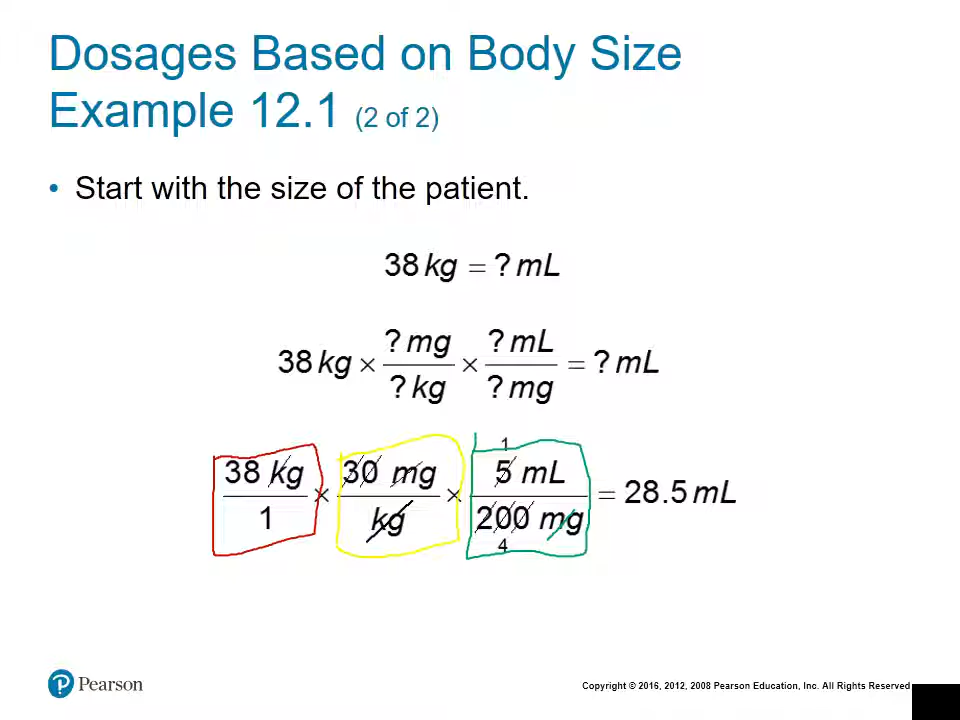 Dosages Based on Body Size
Example 12.1 (2 of 2)
• Start with the size of the patient.
38 kg = ? mL
38 kg × ? mg / ? kg × ? mL / ? mg = ? mL
38 kg / 1 × 30 mg / kg × 1 5 mL / 200 mg 4 = 28.5 mL
Pearson
Copyright © 2016, 2012, 2008 Pearson Education, Inc. All Rights Reserved